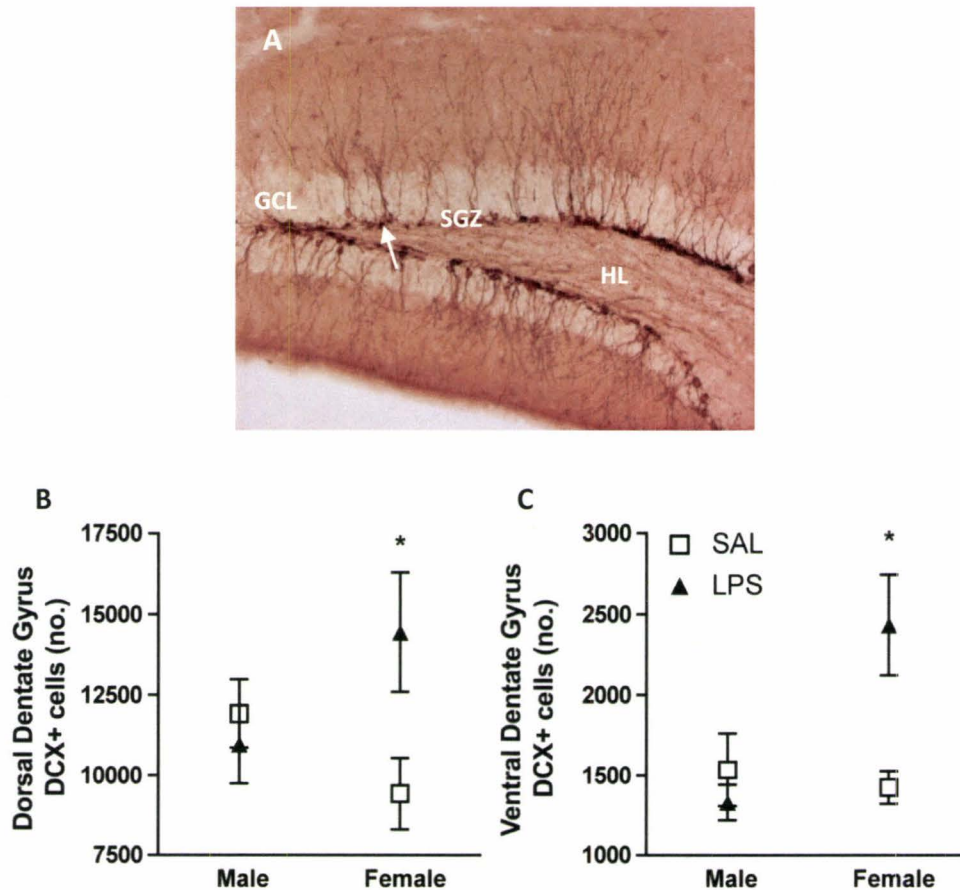 A
GCL
SGZ
HL
B
Dorsal Dentate Gyrus
DCX+ cells (no.)
17500
15000
12500
10000
7500
*
Male Female
C
Ventral Dentate Gyrus
DCX+ cells (no.)
3000
2500
2000
1500
1000
SAL
LPS
*
Male Female